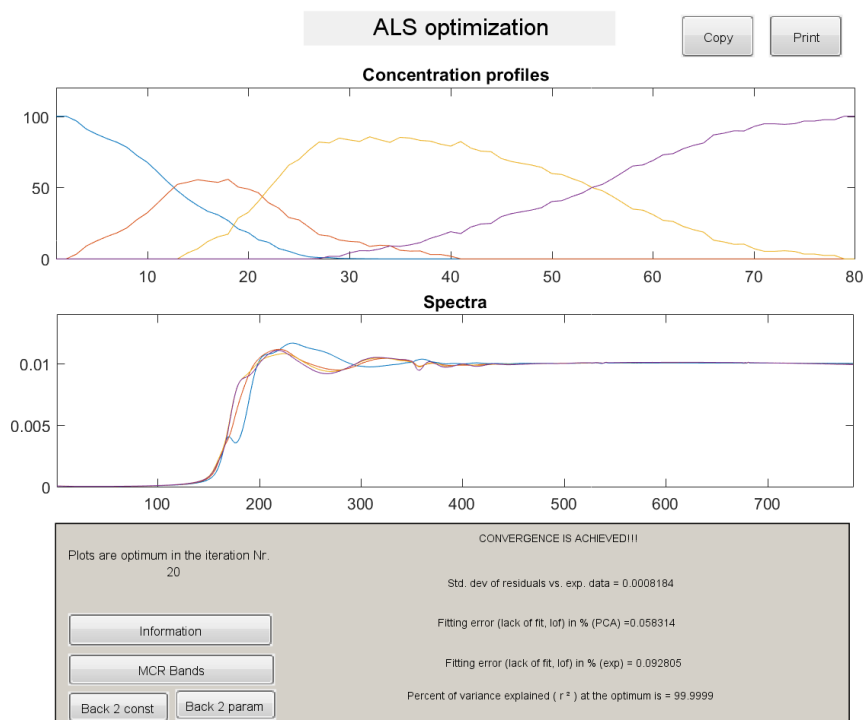 ALS optimization
Copy
Print
Concentration profiles
100
50
0
10 20 30 40 50 60 70 80
Spectra
0.01
0.005
0
100 200 300 400 500 600 700
Plots are optimum in the iteration Nr.
20
Information
MCR Bands
Back 2 const
Back 2 param
CONVERGENCE IS ACHIEVED!!!
Std. dev of residuals vs. exp. data = 0.0008184
Fitting error (lack of fit, lof) in % (PCA) =0.058314
Fitting error (lack of fit, lof) in % (exp) = 0.092805
Percent of variance explained ( r ² ) at the optimum is = 99.9999